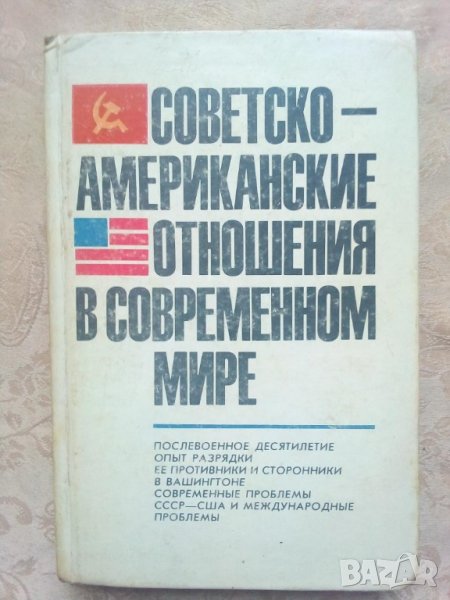 СОВЕТСКО—
АМЕРИКАНСКИЕ
ОТНОШЕНИЯ
В СОВРЕМЕННОМ
МИРЕ
ПОСЛЕВОЕННОЕ ДЕСЯТИЛЕТИЕ
ОПЫТ РАЗРЯДКИ
ЕЕ ПРОТИВНИКИ И СТОРОННИКИ
В ВАШИНГТОНЕ
СОВРЕМЕННЫЕ ПРОБЛЕМЫ
СССР—США И МЕЖДУНАРОДНЫЕ
ПРОБЛЕМЫ
BAZAR